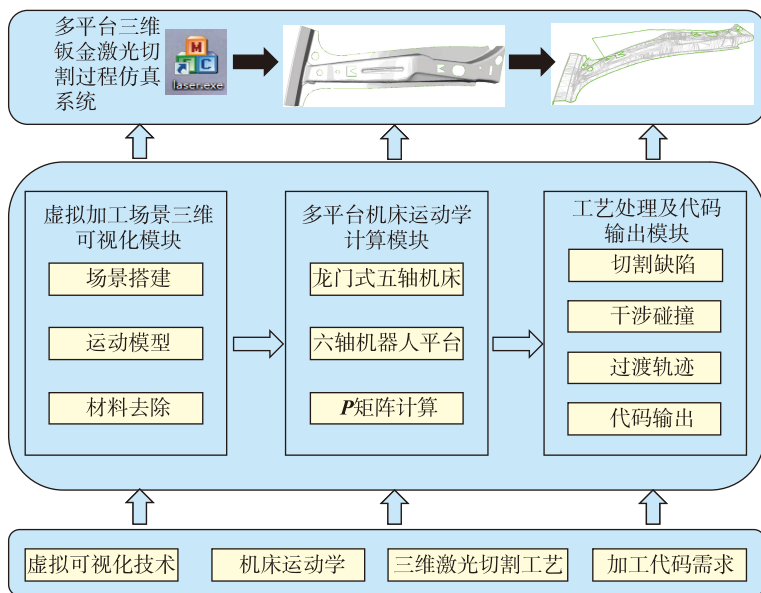 多平台三维
钣金激光切
割过程仿真
系统
M
C
laser.exe
虚拟加工场景三维
可视化模块
场景搭建
运动模型
材料去除
多平台机床运动学
计算模块
龙门式五轴机床
六轴机器人平台
P矩阵计算
工艺处理及代码
输出模块
切割缺陷
干涉碰撞
过渡轨迹
代码输出
虚拟可视化技术
机床运动学
三维激光切割工艺
加工代码需求